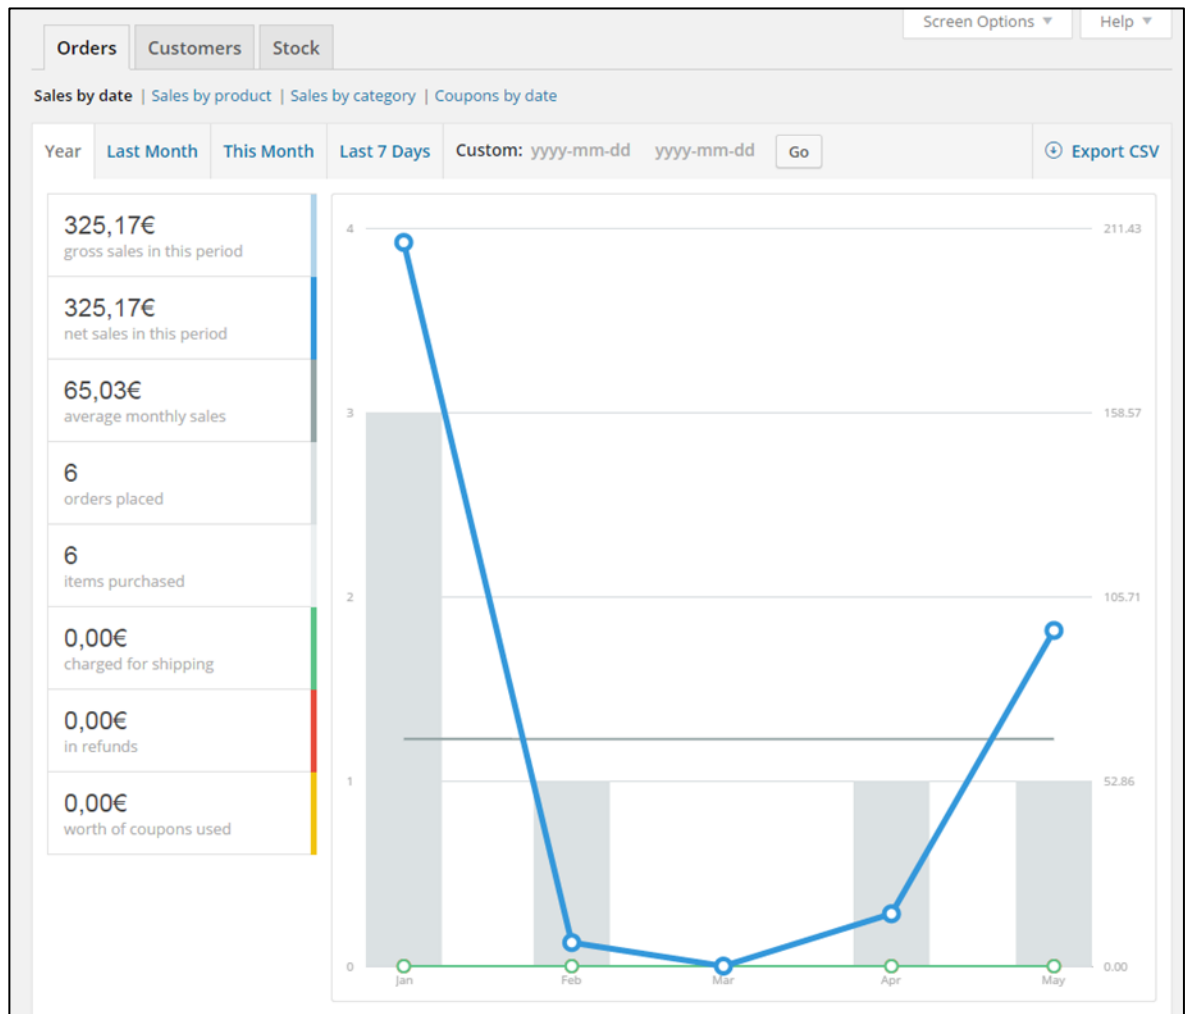 Screen Options ▼ Help ▼
Orders Customers Stock
Sales by date | Sales by product | Sales by category | Coupons by date
Year Last Month This Month Last 7 Days Custom: yyyy-mm-dd yyyy-mm-dd Go Export CSV
325,17€
gross sales in this period
325,17€
net sales in this period
65,03€
average monthly sales
6
orders placed
6
items purchased
0,00€
charged for shipping
0,00€
in refunds
0,00€
worth of coupons used
4 211.43
3 158.57
2 105.71
1 52.86
0 0.00
Jan Feb Mar Apr May